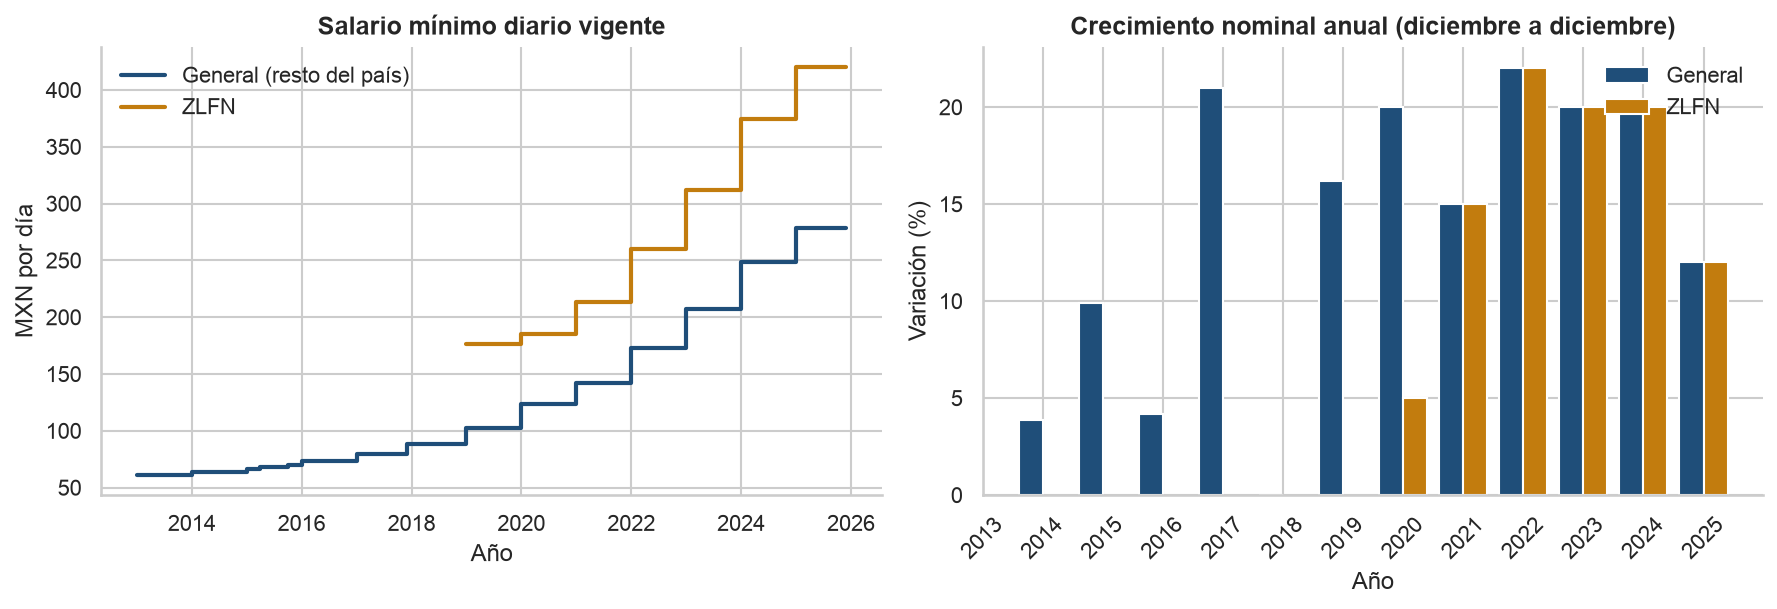 Salario mínimo diario vigente
General (resto del país)
ZLFN
400
350
300
250
200
150
100
50
MXN por día
2014 2016 2018 2020 2022 2024 2026
Año
Crecimiento nominal anual (diciembre a diciembre)
General
ZLFN
20
15
10
5
0
Variación (%)
2013 2014 2015 2016 2017 2018 2019 2020 2021 2022 2023 2024 2025
Año